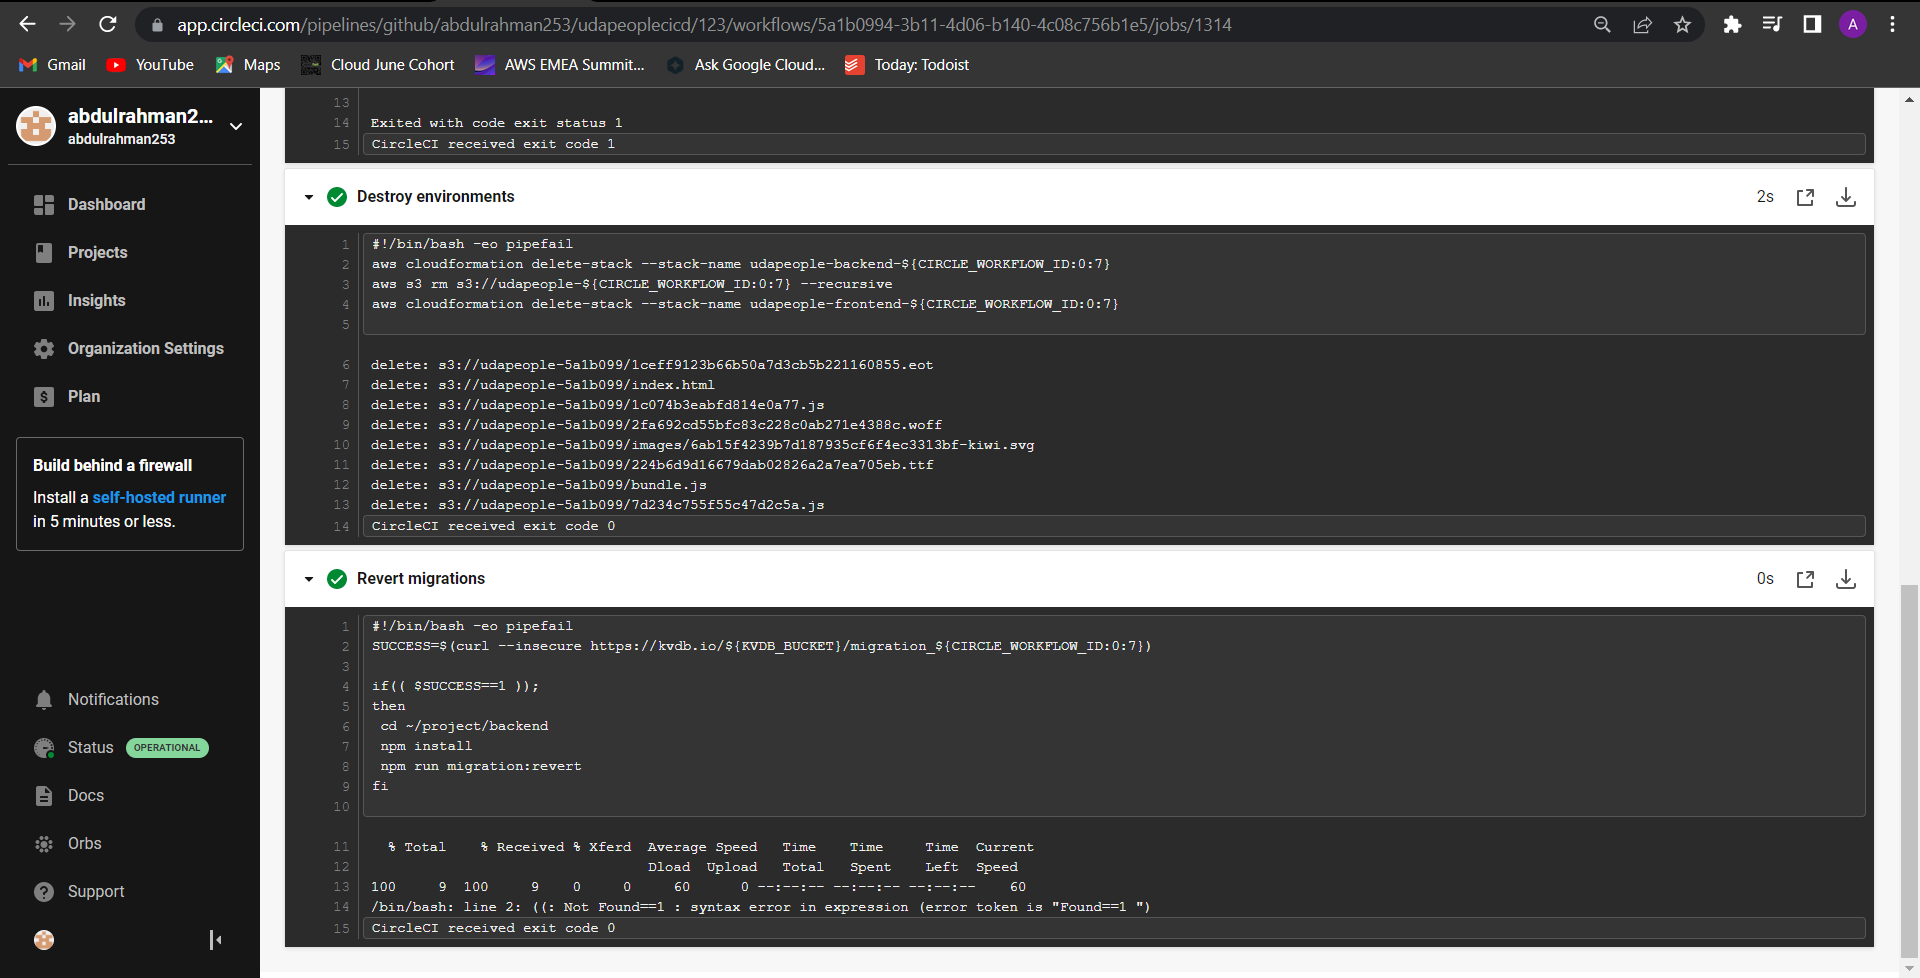 app.circleci.com/pipelines/github/abdulrahman253/udapeoplecicd/123/workflows/5a1b0994-3b11-4d06-b140-4c08c756b1e5/jobs/1314
A
Gmail
YouTube
Maps
Cloud June Cohort
AWS EMEA Summit...
Ask Google Cloud...
Today: Todoist
abdulrahman2...
abdulrahman253
Dashboard
Projects
Insights
Organization Settings
Plan
Build behind a firewall
Install a self-hosted runner
in 5 minutes or less.
Notifications
Status OPERATIONAL
Docs
Orbs
Support
13
14 Exited with code exit status 1
15 CircleCI received exit code 1
Destroy environments 2s
1 #!/bin/bash -eo pipefail
2 aws cloudformation delete-stack --stack-name udapeople-backend-${CIRCLE_WORKFLOW_ID:0:7}
3 aws s3 rm s3://udapeople-${CIRCLE_WORKFLOW_ID:0:7} --recursive
4 aws cloudformation delete-stack --stack-name udapeople-frontend-${CIRCLE_WORKFLOW_ID:0:7}
5
6 delete: s3://udapeople-5a1b099/1ceff9123b66b50a7d3cb5b221160855.eot
7 delete: s3://udapeople-5a1b099/index.html
8 delete: s3://udapeople-5a1b099/1c074b3eabfd814e0a77.js
9 delete: s3://udapeople-5a1b099/2fa692cd55bfc83c228c0ab271e4388c.woff
10 delete: s3://udapeople-5a1b099/images/6ab15f4239b7d187935cf6f4ec3313bf-kiwi.svg
11 delete: s3://udapeople-5a1b099/224b6d9d16679dab02826a2a7ea705eb.ttf
12 delete: s3://udapeople-5a1b099/bundle.js
13 delete: s3://udapeople-5a1b099/7d234c755f55c47d2c5a.js
14 CircleCI received exit code 0
Revert migrations 0s
1 #!/bin/bash -eo pipefail
2 SUCCESS=$(curl --insecure https://kvdb.io/${KVDB_BUCKET}/migration_${CIRCLE_WORKFLOW_ID:0:7})
3
4 if(( $SUCCESS==1 ));
5 then
6 cd ~/project/backend
7 npm install
8 npm run migration:revert
9 fi
10
11 % Total % Received % Xferd Average Speed Time Time Time Current
12 Dload Upload Total Spent Left Speed
13 100 9 100 9 0 0 60 0 --:--:-- --:--:-- --:--:-- 60
14 /bin/bash: line 2: ((: Not Found==1 : syntax error in expression (error token is "Found==1 ")
15 CircleCI received exit code 0